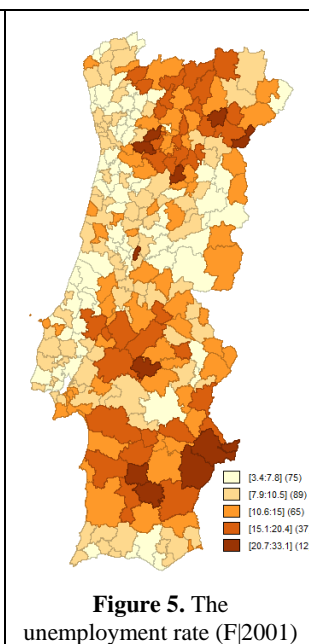 [3.4:7.8] (75)
[7.9:10.5] (89)
[10.6:15] (65)
[15.1:20.4] (37
[20.7:33.1] (12
Figure 5. The
unemployment rate (F|2001)